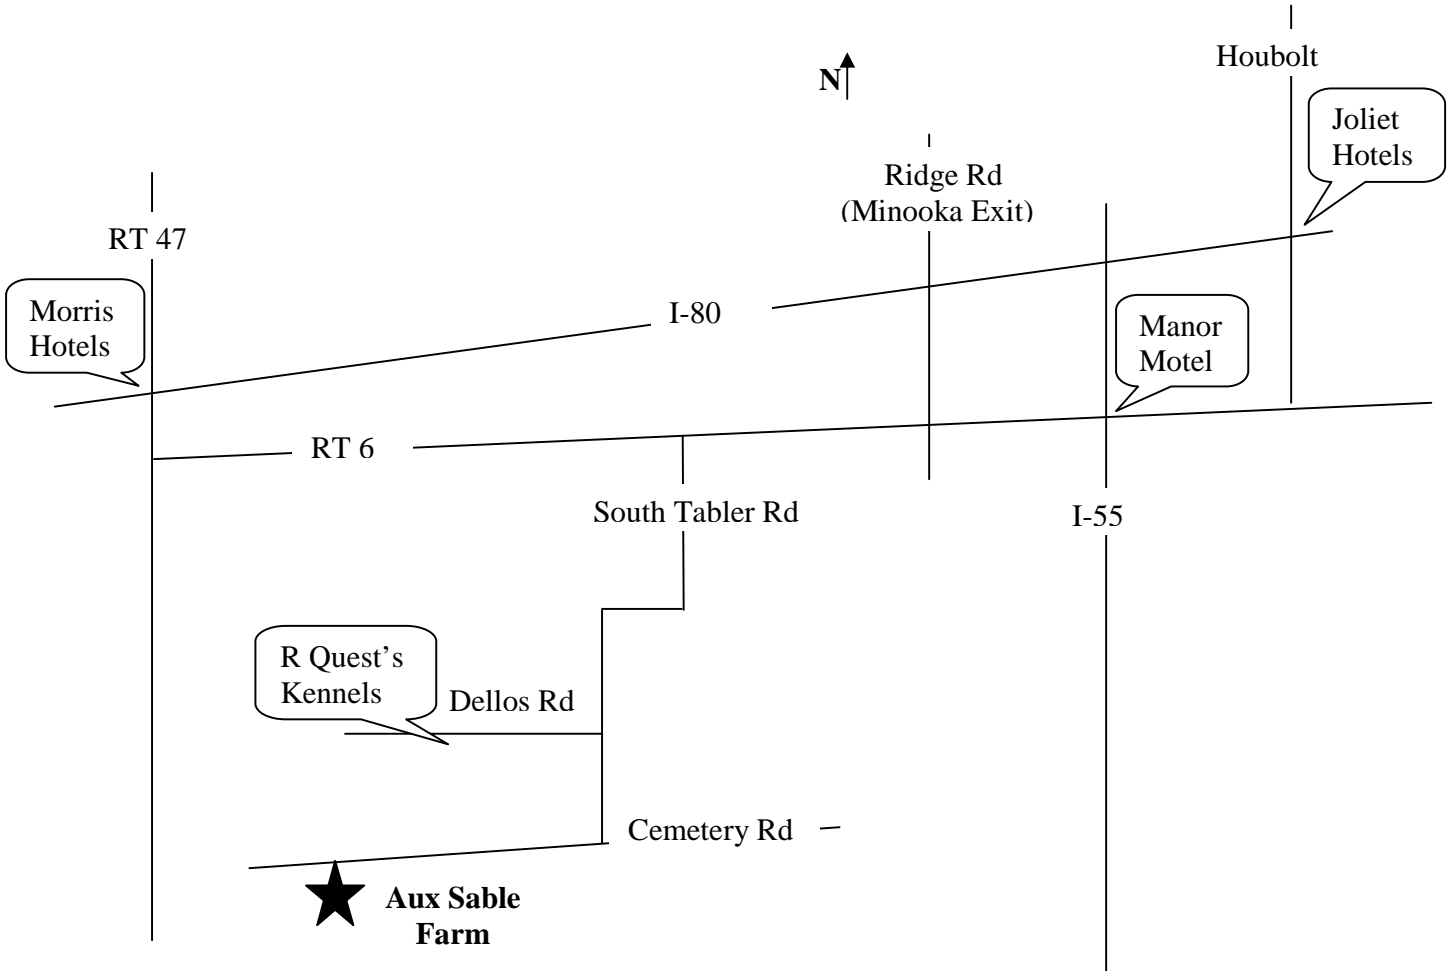 Houbolt
N
Joliet
Hotels
Ridge Rd
(Minooka Exit)
RT 47
Morris
Hotels
I-80
Manor
Motel
RT 6
South Tabler Rd
I-55
R Quest’s
Kennels
Dellos Rd
Cemetery Rd
Aux Sable
Farm